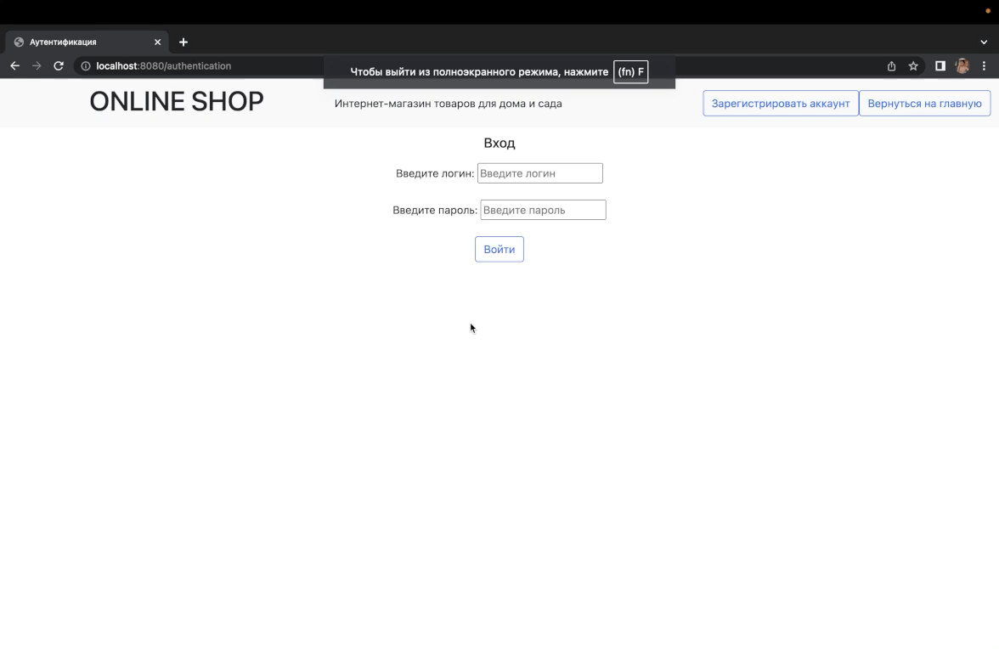 Аутентификация
localhost:8080/authentication
Чтобы выйти из полноэкранного режима, нажмите (fn) F
ONLINE SHOP
Интернет-магазин товаров для дома и сада
Зарегистрировать аккаунт
Вернуться на главную
Вход
Введите логин: Введите логин
Введите пароль: Введите пароль
Войти